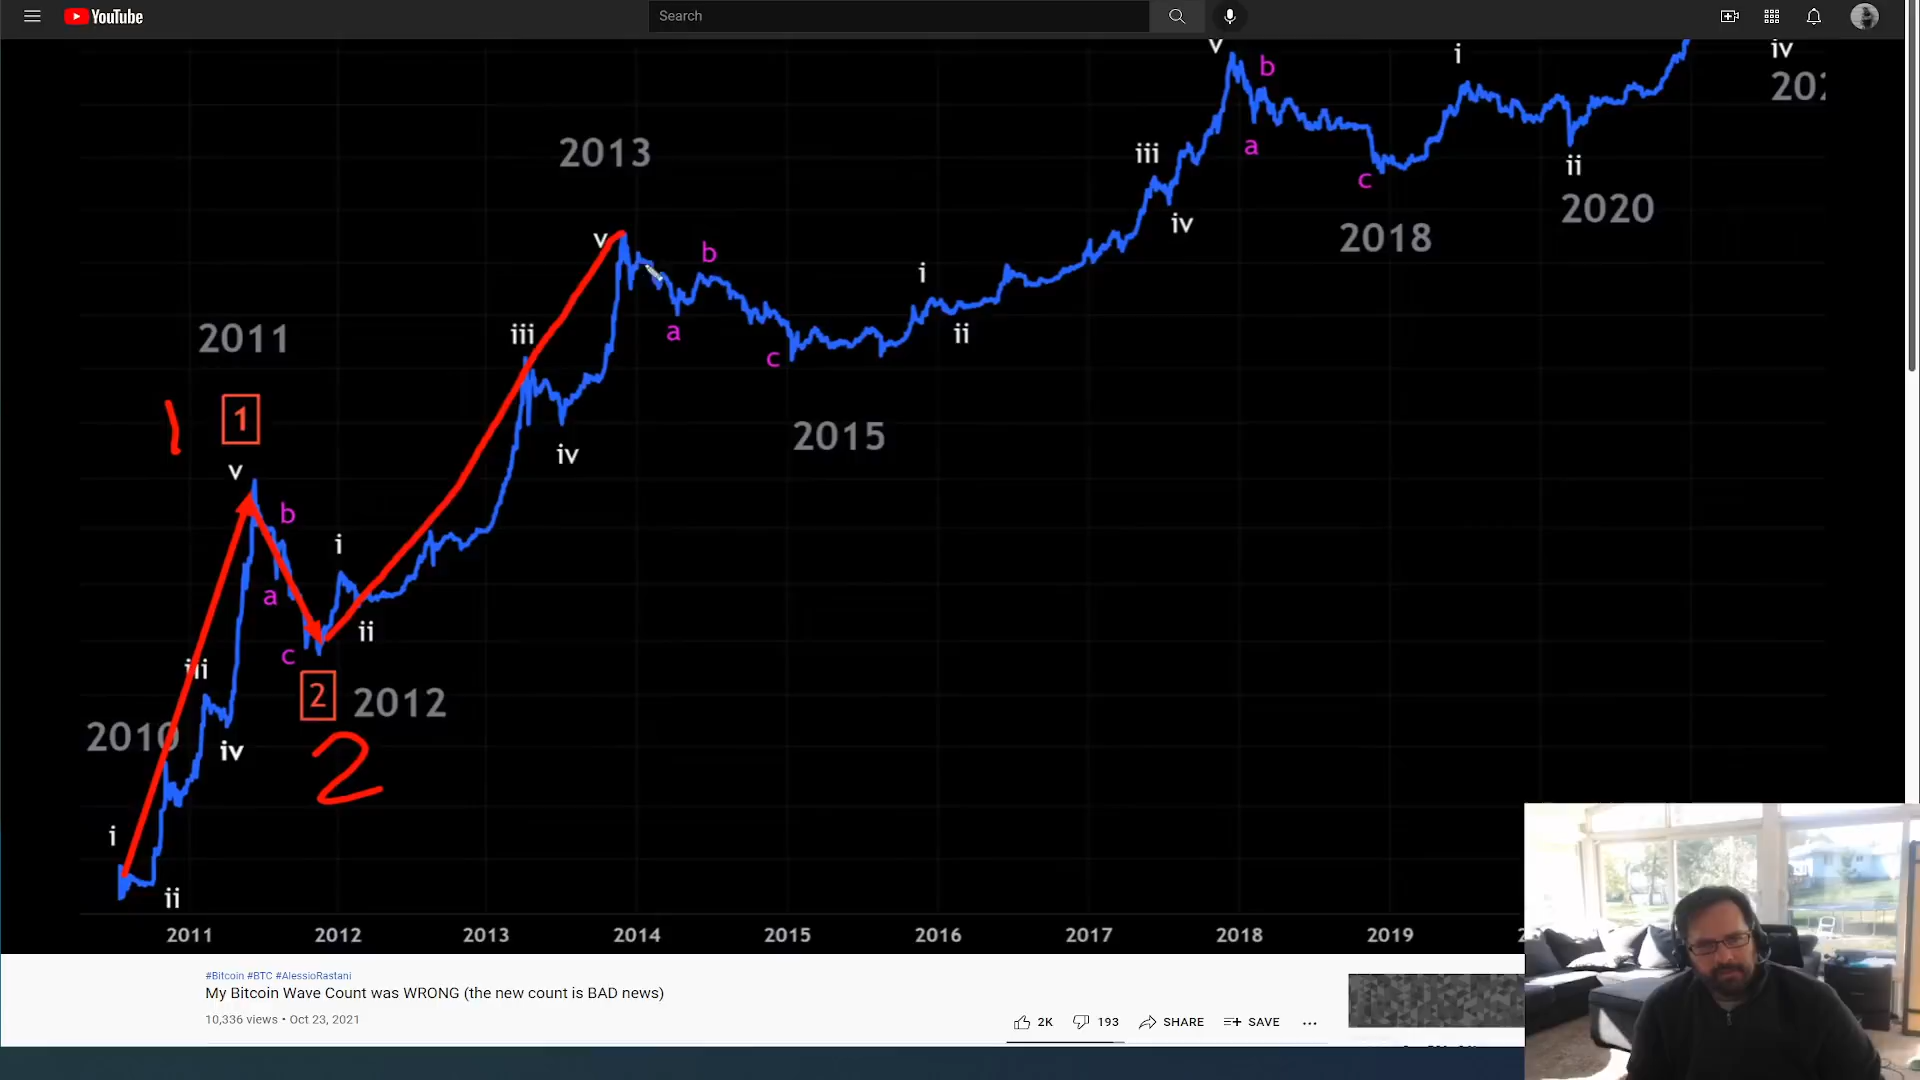 YouTube
Search
v
b
i
iv
202
2013
iii
a
c
ii
2020
iv
2018
v
b
i
iii
2011
a
c
ii
1
1
iv
2015
v
b
i
a
ii
c
iii
2
2012
2010
iv
2
i
ii
2011 2012 2013 2014 2015 2016 2017 2018 2019
#Bitcoin #BTC #AlessioRastani
My Bitcoin Wave Count was WRONG (the new count is BAD news)
10,336 views • Oct 23, 2021
2K 193 SHARE SAVE